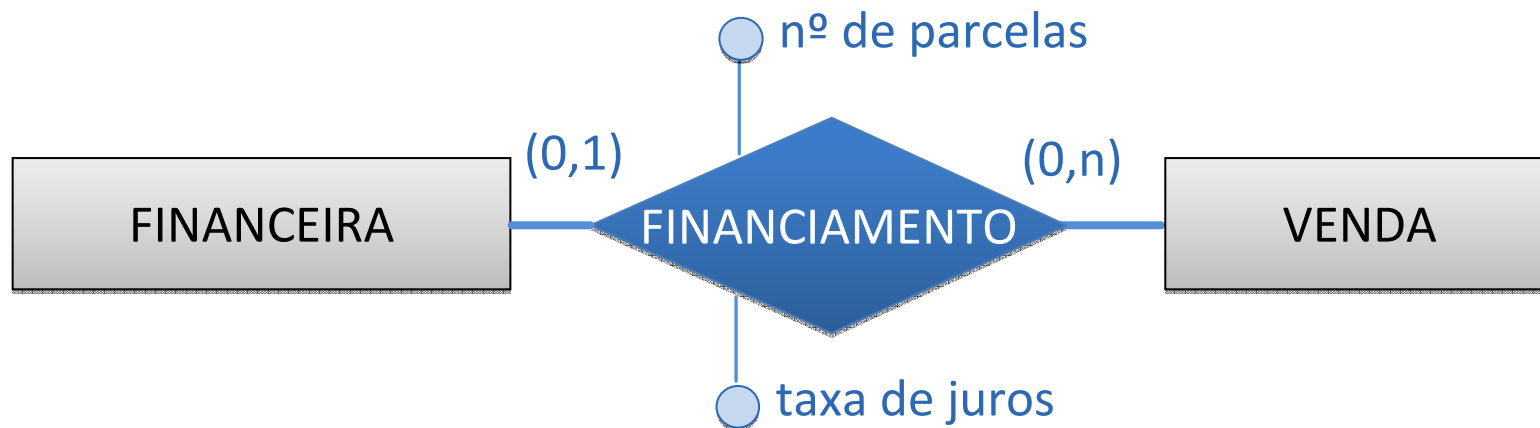 nº de parcelas
(0,1)
(0,n)
FINANCEIRA
FINANCIAMENTO
VENDA
taxa de juros